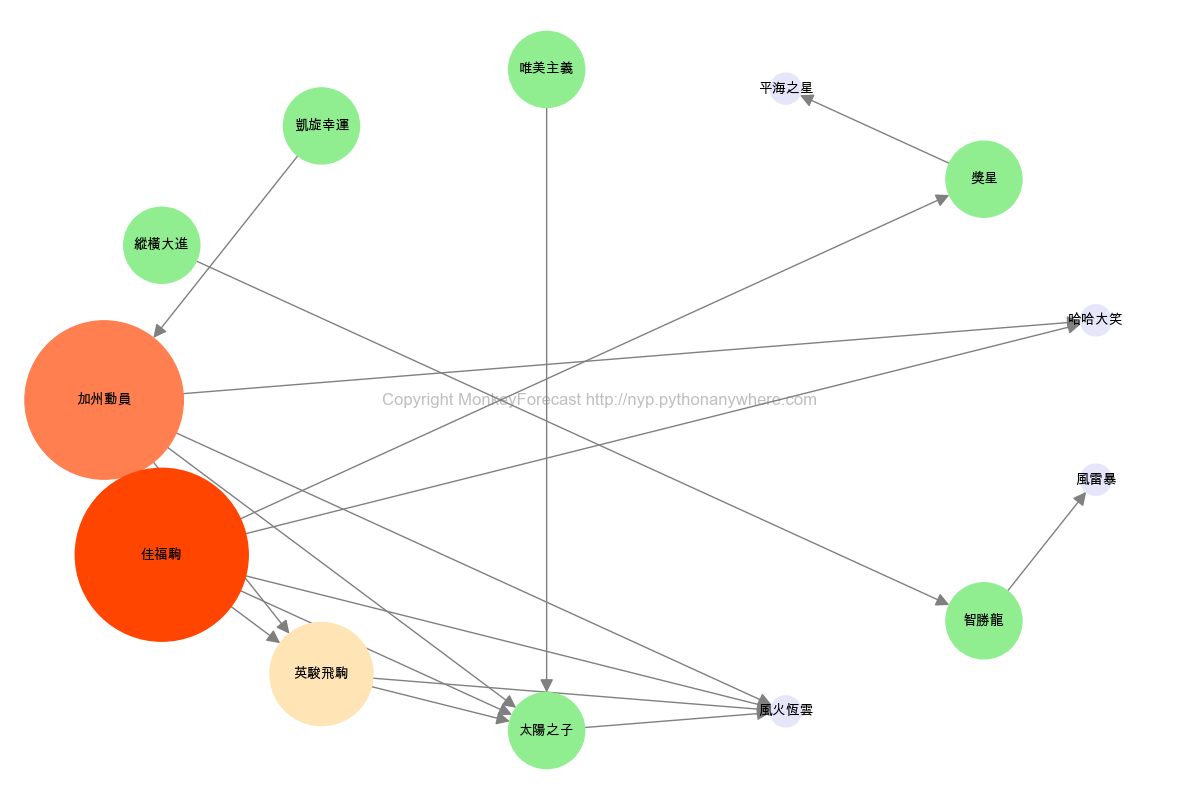 唯美主義
平海之星
凱旋幸運
獎星
縱橫大進
哈哈大笑
加州動員
Copyright MonkeyForecast http://nyp.pythonanywhere.com
風雷暴
佳福駒
智勝龍
英駿飛駒
風火恆雲
太陽之子